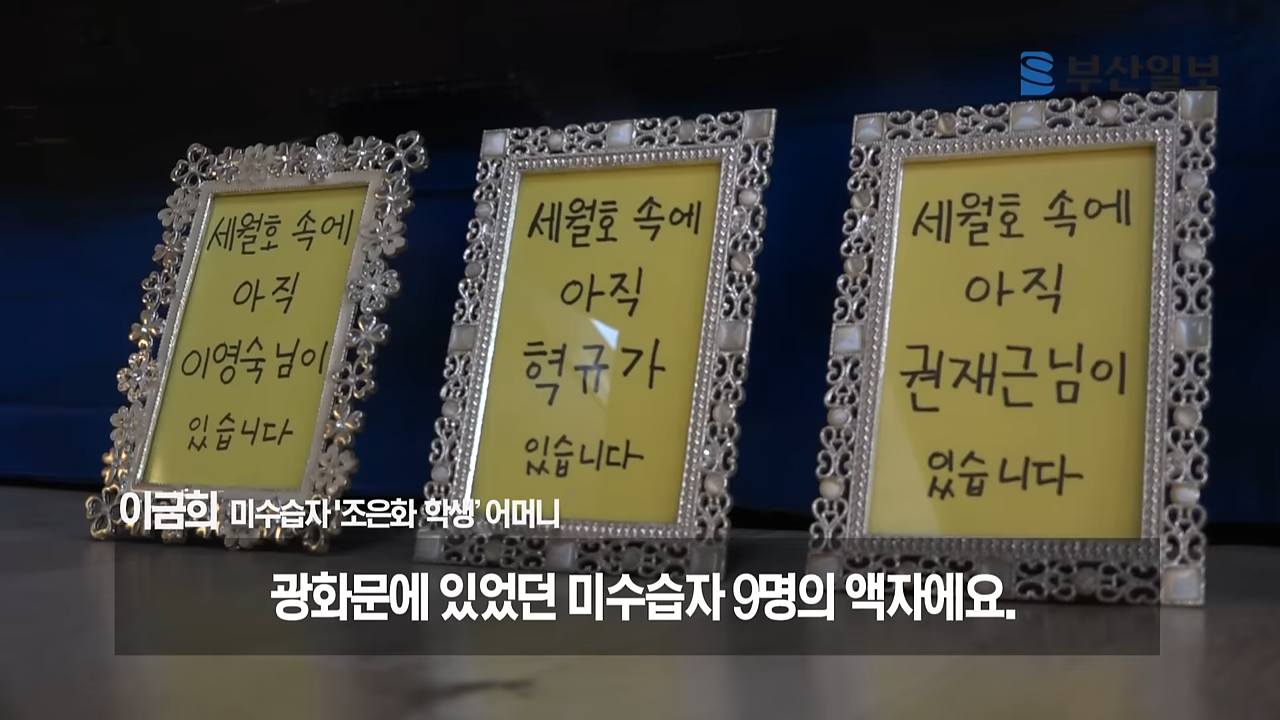 부산일보
세월호 속에
아직
이영숙님이
있습니다
세월호 속에
아직
혁규가
있습니다
세월호 속에
아직
권재근님이
있습니다
이금희 미수습자 '조은화 학생' 어머니
광화문에 있었던 미수습자 9명의 액자에요.